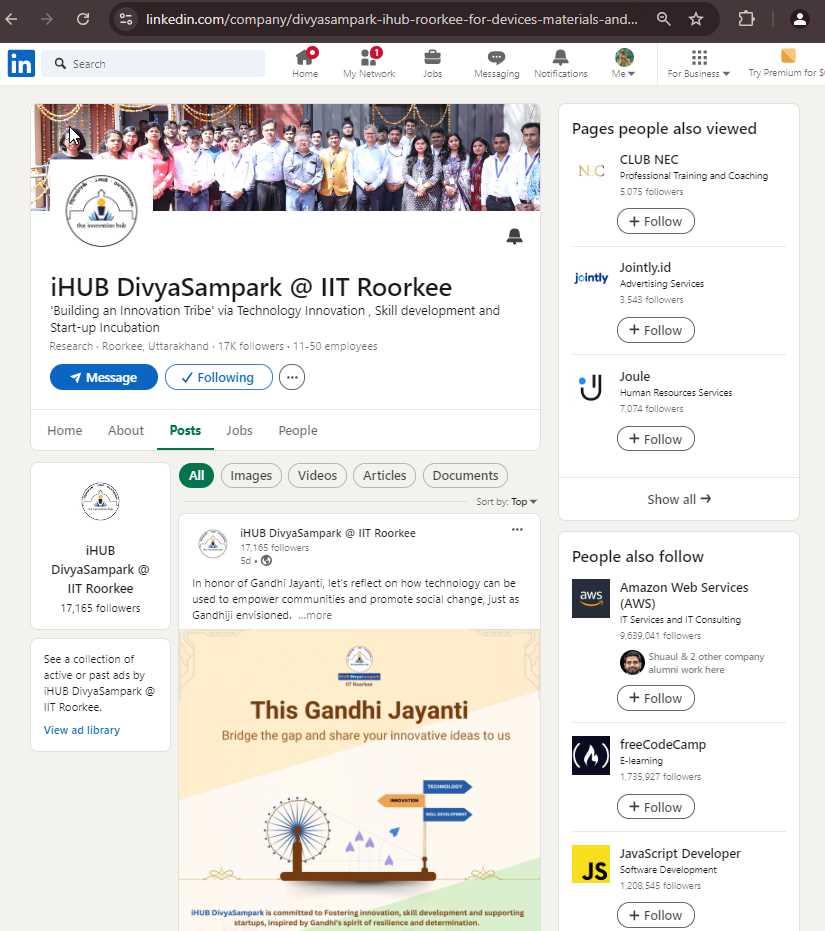 linkedin.com/company/divyasampark-ihub-roorkee-for-devices-materials-and...
in
Search
Home
1
My Network
Jobs
Messaging
Notifications
Me
For Business
Try Premium for $
the innovation hub
iHUB DivyaSampark @ IIT Roorkee
'Building an Innovation Tribe' via Technology Innovation , Skill development and
Start-up Incubation
Research · Roorkee, Uttarakhand · 17K followers · 11-50 employees
Message
Following
Home
About
Posts
Jobs
People
iHUB
DivyaSampark @
IIT Roorkee
17,165 followers
See a collection of
active or past ads by
iHUB DivyaSampark @
IIT Roorkee.
View ad library
All
Images
Videos
Articles
Documents
Sort by: Top
iHUB DivyaSampark @ IIT Roorkee
17,165 followers
5d •
In honor of Gandhi Jayanti, let's reflect on how technology can be
used to empower communities and promote social change, just as
Gandhiji envisioned. ...more
iHUB DivyaSampark
IIT Roorkee
This Gandhi Jayanti
Bridge the gap and share your innovative ideas to us
TECHNOLOGY
INNOVATION
SKILL DEVELOPMENT
iHUB DivyaSampark is committed to Fostering innovation, skill development and supporting
startups, inspired by Gandhi's spirit of resilience and determination.
Pages people also viewed
NEC
CLUB NEC
Professional Training and Coaching
5,075 followers
+ Follow
jointly
Jointly.id
Advertising Services
3,543 followers
+ Follow
Joule
Human Resources Services
7,074 followers
+ Follow
Show all →
People also follow
aws
Amazon Web Services
(AWS)
IT Services and IT Consulting
9,639,041 followers
Shuaul & 2 other company
alumni work here
+ Follow
freeCodeCamp
E-learning
1,735,927 followers
+ Follow
JS
JavaScript Developer
Software Development
1,208,545 followers
+ Follow